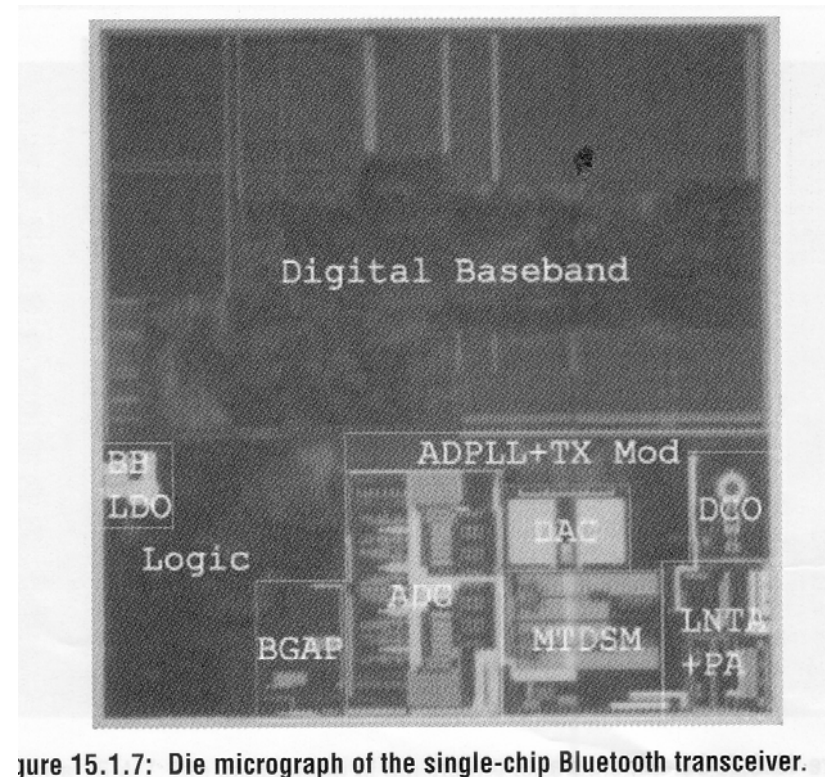 Digital Baseband
BB
LDO
ADPLL+TX Mod
DCO
DAC
Logic
ADC
BGAP
MTDSM
LNTA
+PA
gure 15.1.7: Die micrograph of the single-chip Bluetooth transceiver.